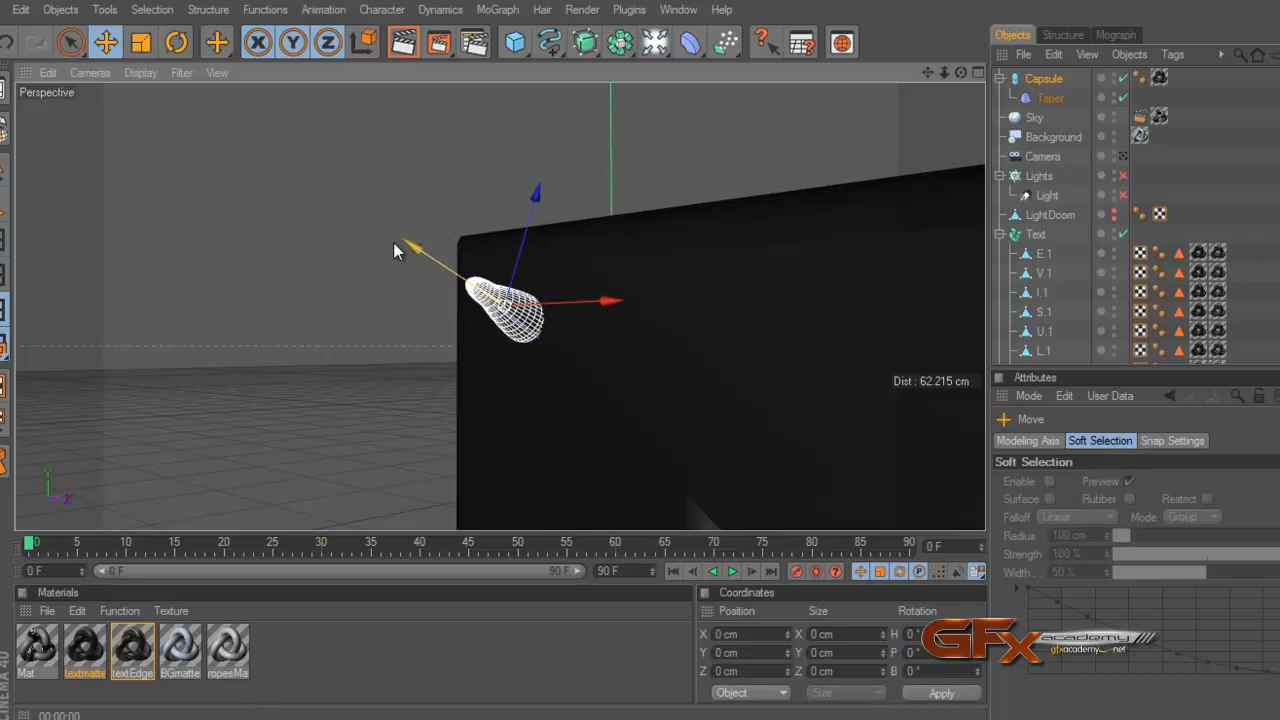 Edit Objects Tools Selection Structure Functions Animation Character Dynamics MoGraph Hair Render Plugins Window Help
Edit Cameras Display Filter View
Perspective
Dist : 62.215 cm
Y
0 5 10 15 20 25 30 35 40 45 50 55 60 65 70 75 80 85 90 0 F
0 F 0 F 90 F 90 F
Materials
File Edit Function Texture
Mat textmatte textEdge BGmatte ropesMa
Coordinates
Position Size Rotation
X 0 cm X 0 cm H 0 °
Y 0 cm Y 0 cm P 0 °
Z 0 cm Z 0 cm B 0 °
Object Size Apply
Objects Structure Mograph
File Edit View Objects Tags
Capsule
Taper
Sky
Background
Camera
Lights
Light
LightDoom
Text
E.1
V.1
I.1
S.1
U.1
L.1
Attributes
Mode Edit User Data
Move
Modeling Axis Soft Selection Snap Settings
Soft Selection
Enable Preview
Surface Rubber Restrict
Falloff Linear Mode Group
Radius 100 cm
Strength 100 %
Width . . 50 %
GFx academy
gfxacademy.net
CINEMA 4D
00:00:00